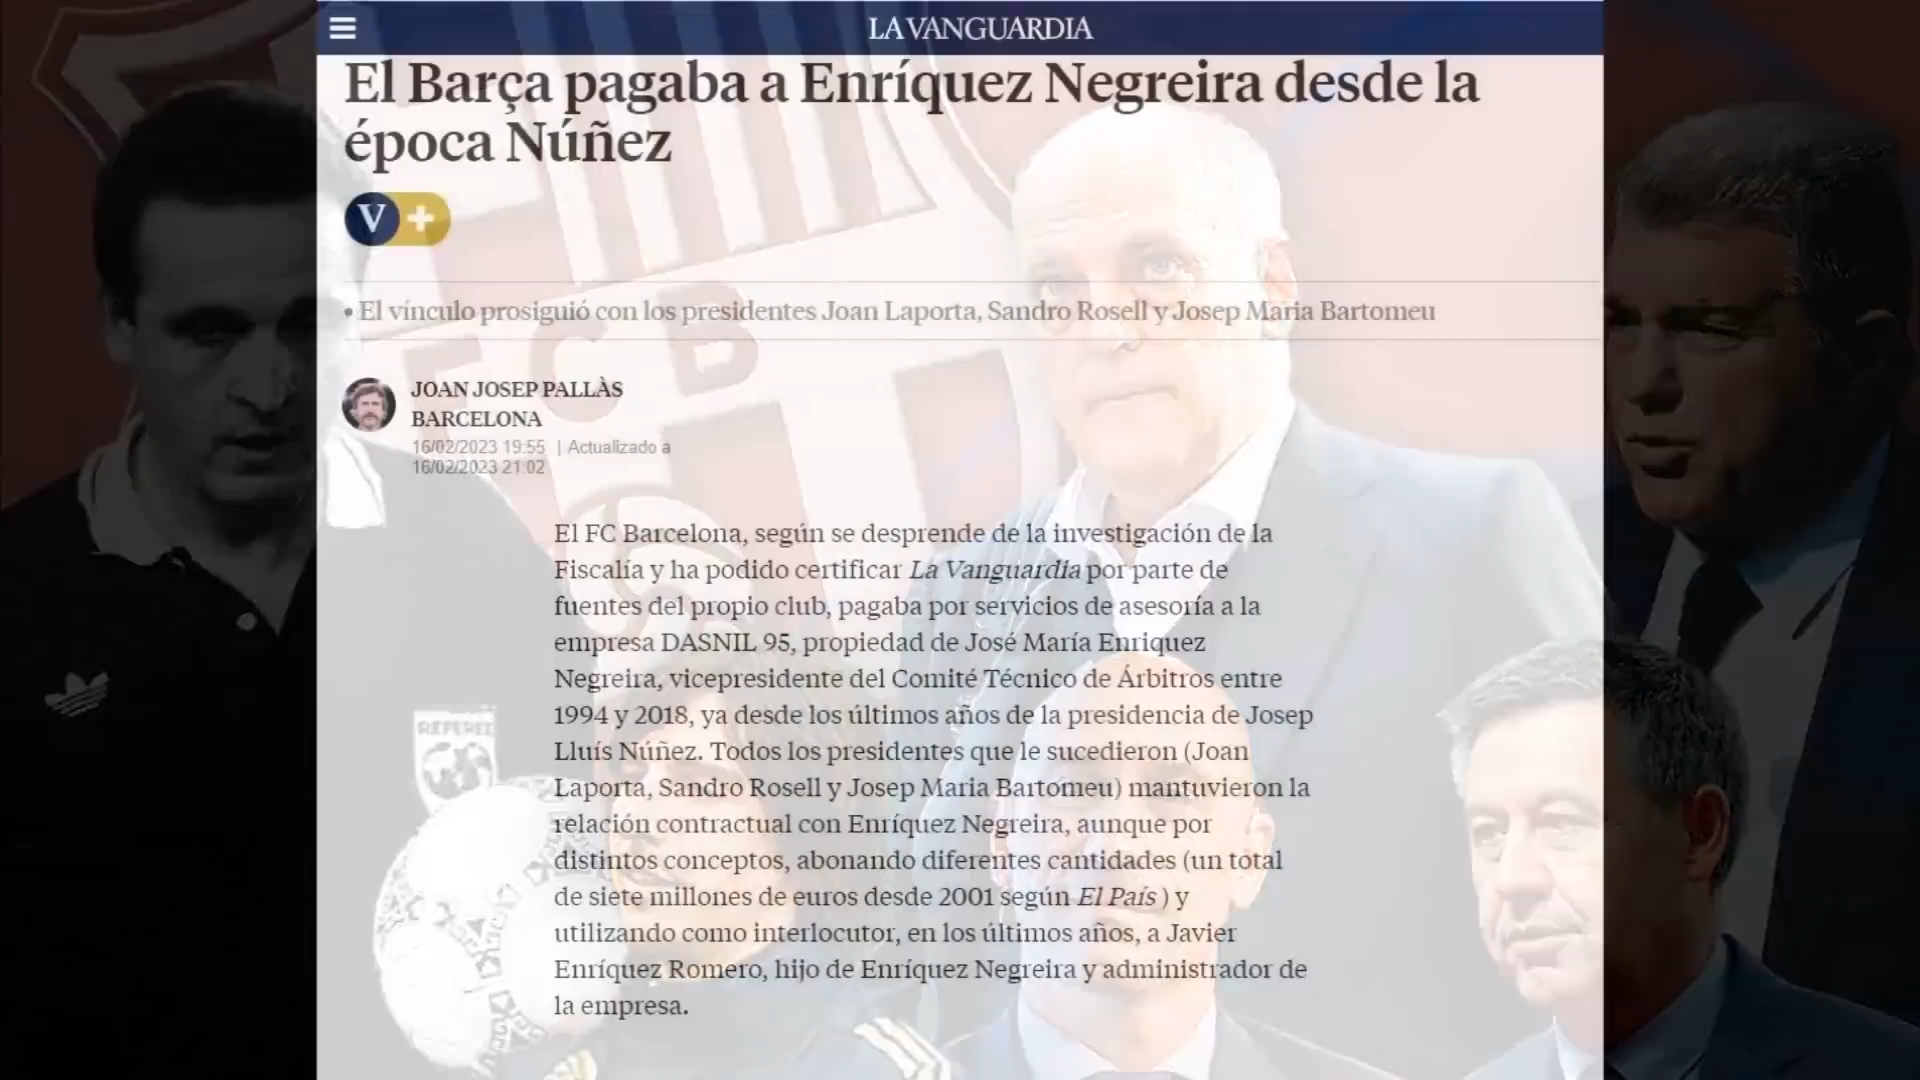 LAVANGUARDIA
El Barça pagaba a Enríquez Negreira desde la
época Núñez
V +
• El vínculo prosiguió con los presidentes Joan Laporta, Sandro Rosell y Josep Maria Bartomeu
JOAN JOSEP PALLÀS
BARCELONA
16/02/2023 19:55 | Actualizado a
16/02/2023 21:02
El FC Barcelona, según se desprende de la investigación de la
Fiscalía y ha podido certificar La Vanguardia por parte de
fuentes del propio club, pagaba por servicios de asesoría a la
empresa DASNIL 95, propiedad de José María Enriquez
Negreira, vicepresidente del Comité Técnico de Árbitros entre
1994 y 2018, ya desde los últimos años de la presidencia de Josep
Lluís Núñez. Todos los presidentes que le sucedieron (Joan
Laporta, Sandro Rosell y Josep Maria Bartomeu) mantuvieron la
relación contractual con Enríquez Negreira, aunque por
distintos conceptos, abonando diferentes cantidades (un total
de siete millones de euros desde 2001 según El País ) y
utilizando como interlocutor, en los últimos años, a Javier
Enríquez Romero, hijo de Enríquez Negreira y administrador de
la empresa.
FCB
REFEREE